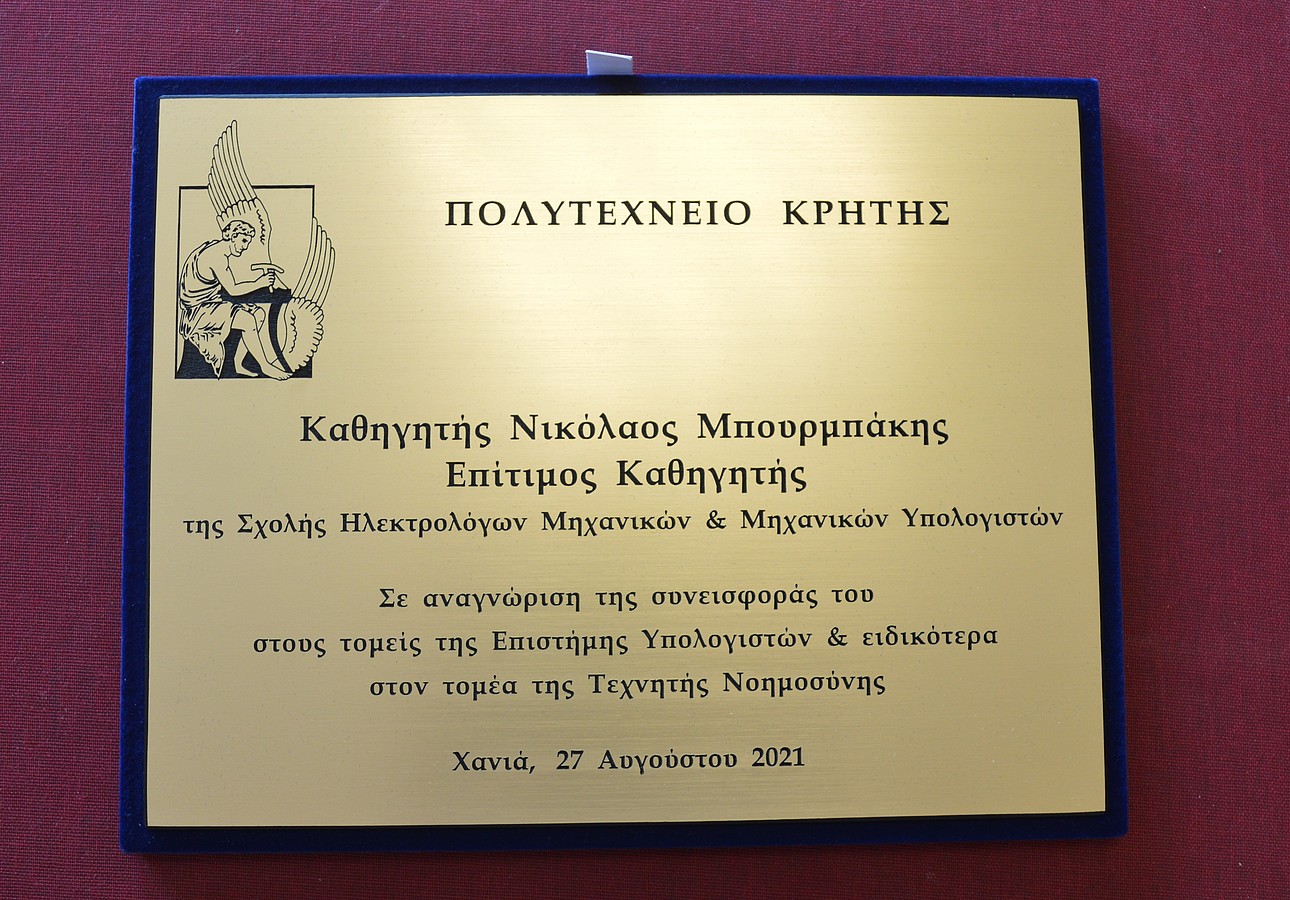 ΠΟΛΥΤΕΧΝΕΙΟ ΚΡΗΤΗΣ
Καθηγητής Νικόλαος Μπουρμπάκης
Επίτιμος Καθηγητής
της Σχολής Ηλεκτρολόγων Μηχανικών & Μηχανικών Υπολογιστών
Σε αναγνώριση της συνεισφοράς του
στους τομείς της Επιστήμης Υπολογιστών & ειδικότερα
στον τομέα της Τεχνητής Νοημοσύνης
Χανιά, 27 Αυγούστου 2021